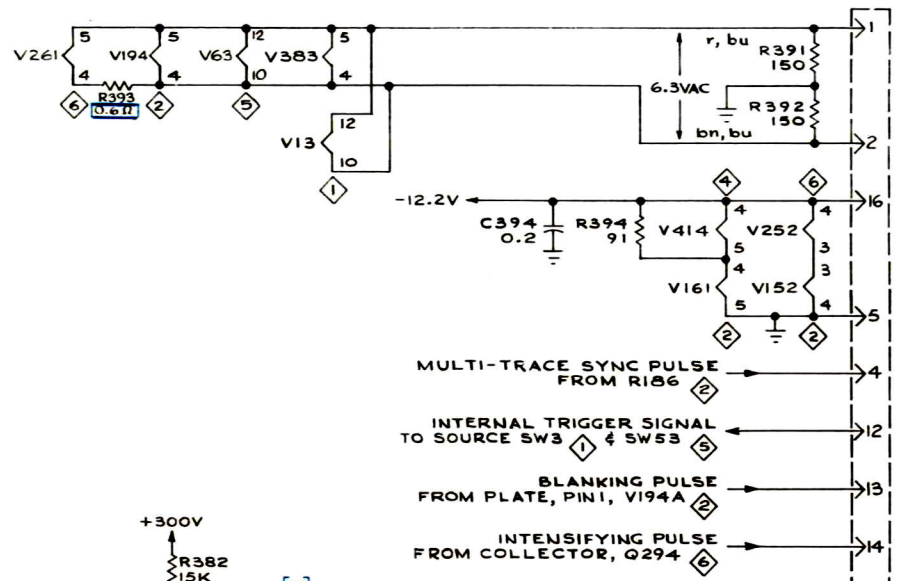 5 5 12 5
V261 V194 V63 V383
4 4 10 4
R393
0.6Ω
6 2 5
12
V13
10
1
r, bu
6.3VAC
bn, bu
R391
150
R392
150
1
2
-12.2V
4 6
16
C394
0.2
R394
91
4 4
V414 V252
5 3
4 3
V161 V152
5 4
5
2 2
MULTI-TRACE SYNC PULSE
FROM R186 2
4
INTERNAL TRIGGER SIGNAL
TO SOURCE SW3 1 & SW53 5
12
BLANKING PULSE
FROM PLATE, PIN 1, V194A 2
13
INTENSIFYING PULSE
FROM COLLECTOR, Q294 6
14
+300V
R382
15K